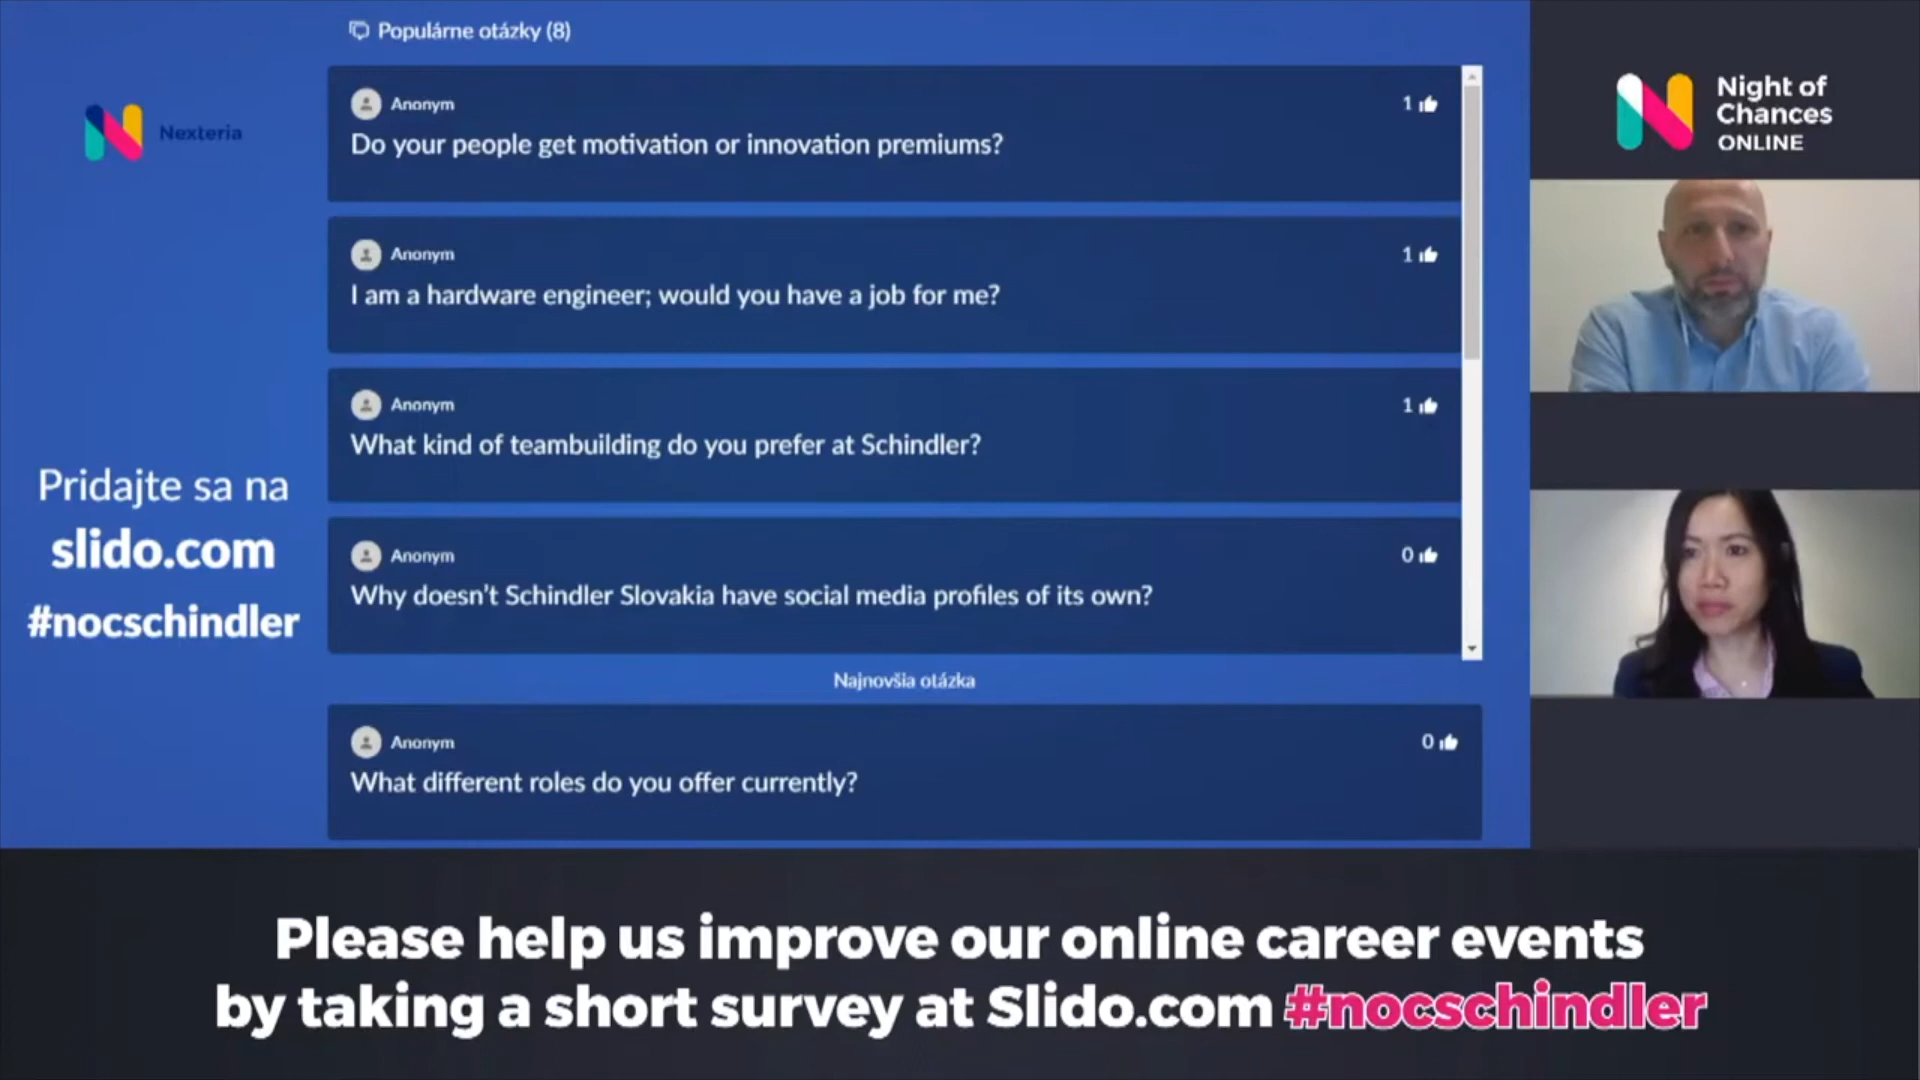 Populárne otázky (8)
Nexteria
Anonym
1
Do your people get motivation or innovation premiums?
Anonym
1
I am a hardware engineer; would you have a job for me?
Anonym
1
What kind of teambuilding do you prefer at Schindler?
Anonym
0
Why doesn't Schindler Slovakia have social media profiles of its own?
Najnovšia otázka
Anonym
0
What different roles do you offer currently?
Pridajte sa na
slido.com
#nocschindler
Night of
Chances
ONLINE
Please help us improve our online career events
by taking a short survey at Slido.com #nocschindler